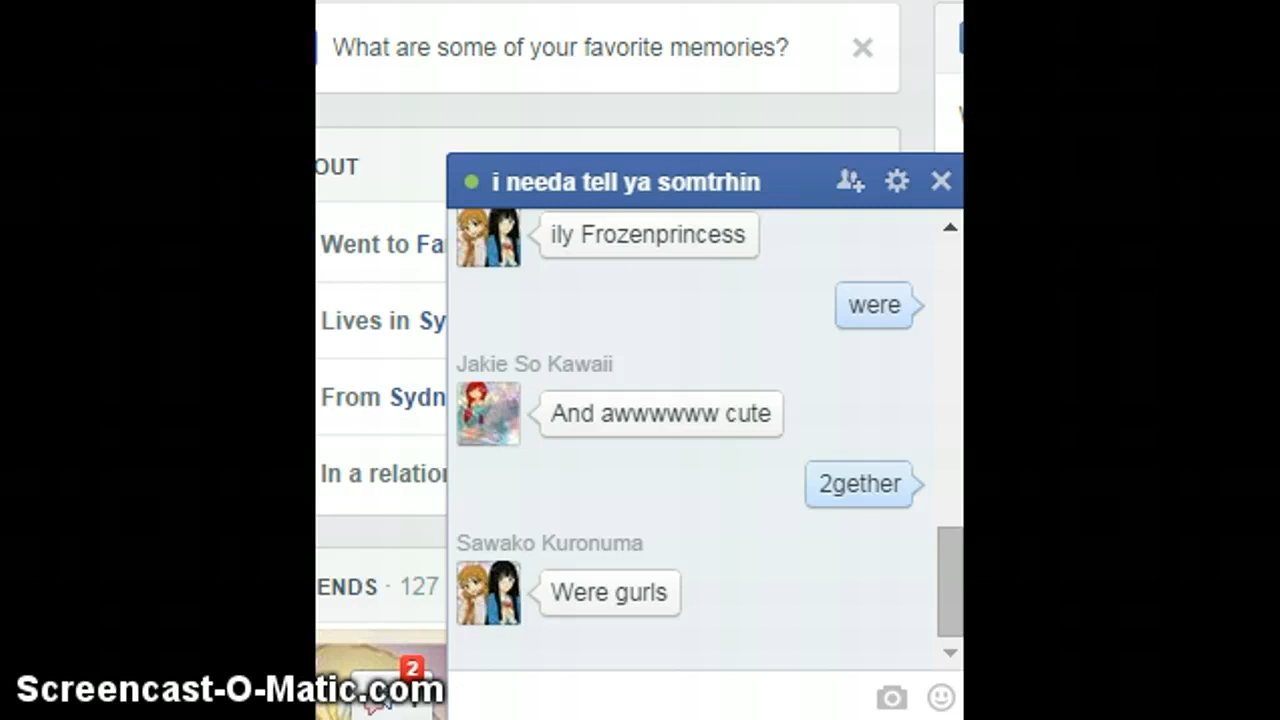 What are some of your favorite memories?
OUT
i needa tell ya somtrhin
ily Frozenprincess
Went to Fa
were
Lives in Sy
Jakie So Kawaii
And awwwwww cute
From Sydn
In a relation
2gether
Sawako Kuronuma
Were gurls
ENDS · 127
2
Screencast-O-Matic.com